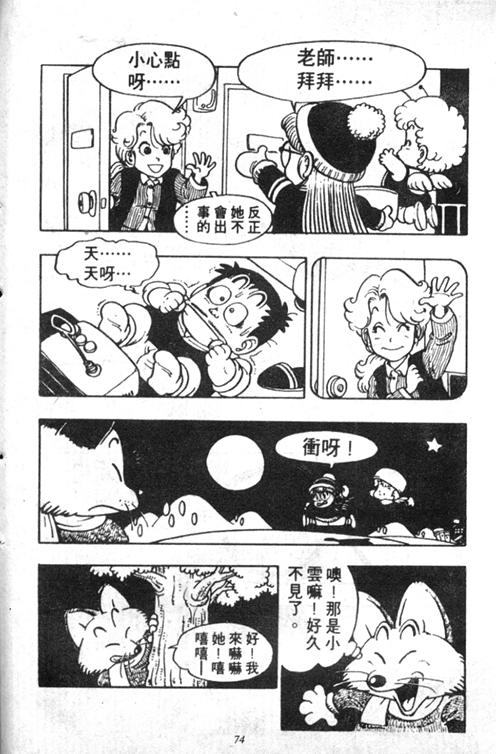 老師……
拜拜……
小心點
呀……
反正
她不
會出
事的
……
天……
天呀…
衝呀！
噢！那是小
雲嘛！好久
不見了。
好！我
來嚇嚇
她！嘻
嘻—
74